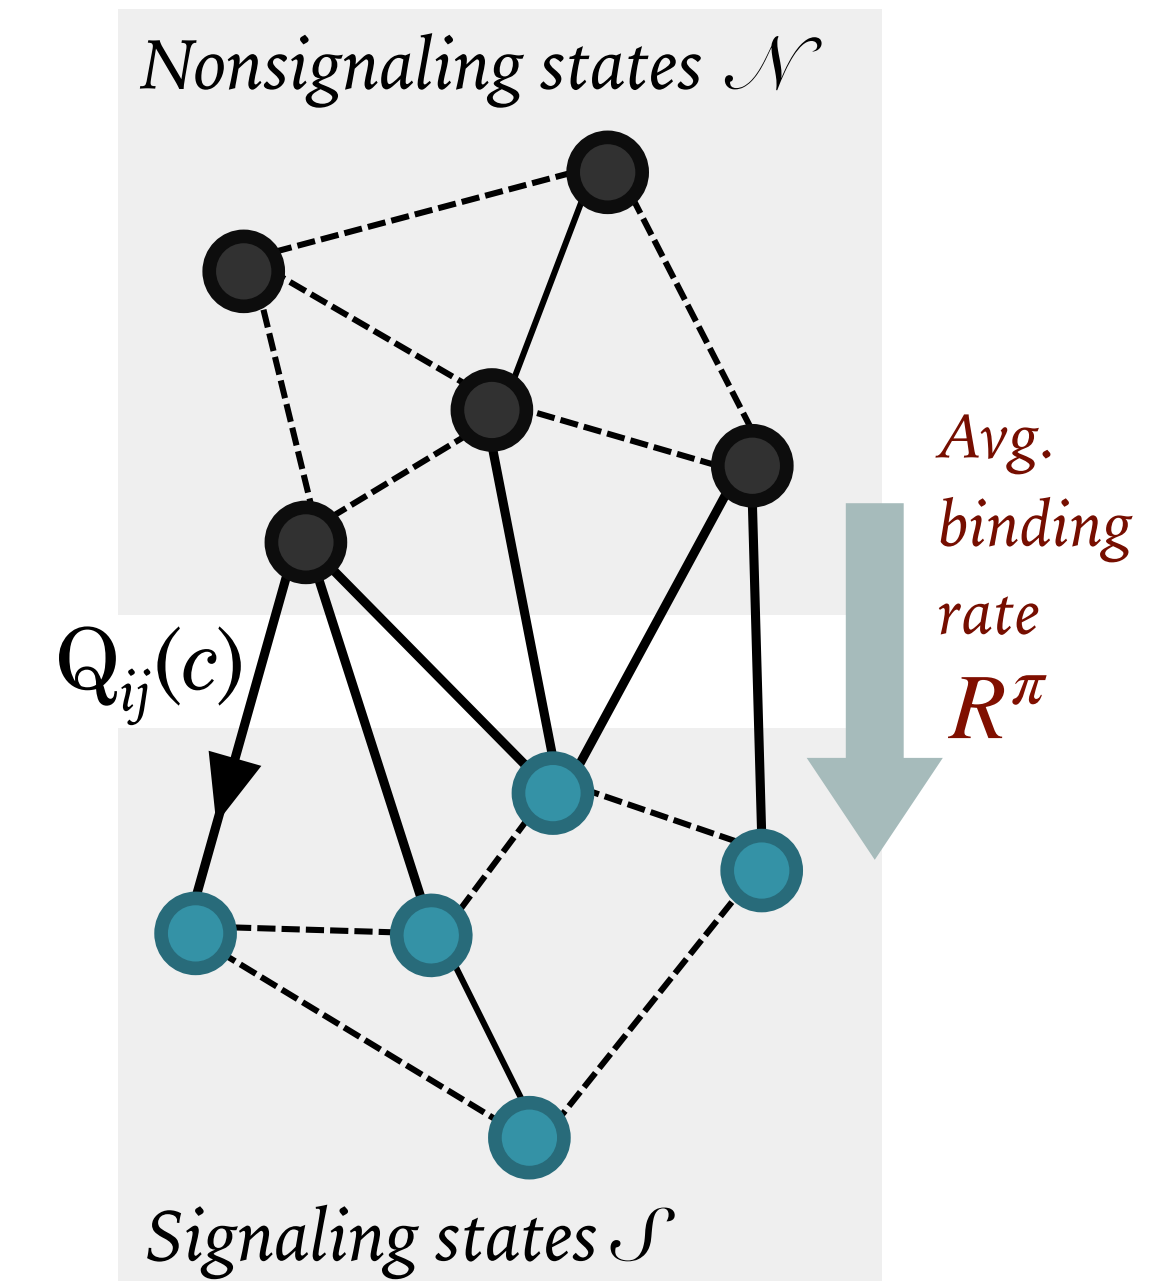 Nonsignaling states 𝒩
Avg.
binding
rate
R^π
Q_ij(c)
Signaling states 𝒮